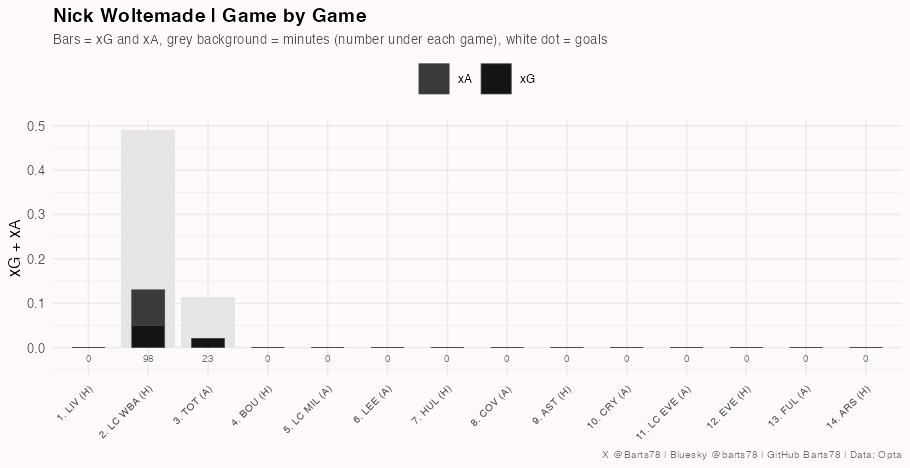 Nick Woltemade | Game by Game
Bars = xG and xA, grey background = minutes (number under each game), white dot = goals
xA xG
xG + xA
0.5
0.4
0.3
0.2
0.1
0.0
0 98 23 0 0 0 0 0 0 0 0 0 0 0
1. LIV (H)
2. LC WBA (H)
3. TOT (A)
4. BOU (H)
5. LC MIL (A)
6. LEE (A)
7. HUL (H)
8. COV (A)
9. AST (H)
10. CRY (A)
11. LC EVE (A)
12. EVE (H)
13. FUL (A)
14. ARS (H)
X @Barts78 | Bluesky @barts78 | GitHub Barts78 | Data: Opta